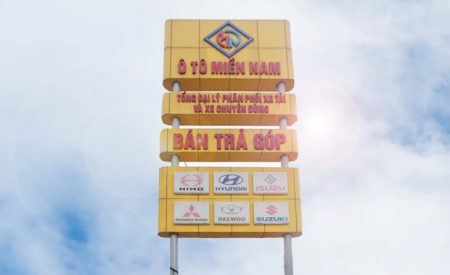 Ô TÔ MIỀN NAM
TỔNG ĐẠI LÝ PHÂN PHỐI XE TẢI
VÀ XE CHUYÊN DÙNG
BÁN TRẢ GÓP
HINO HYUNDAI ISUZU
MITSUBISHI MOTORS DAEWOO SUZUKI